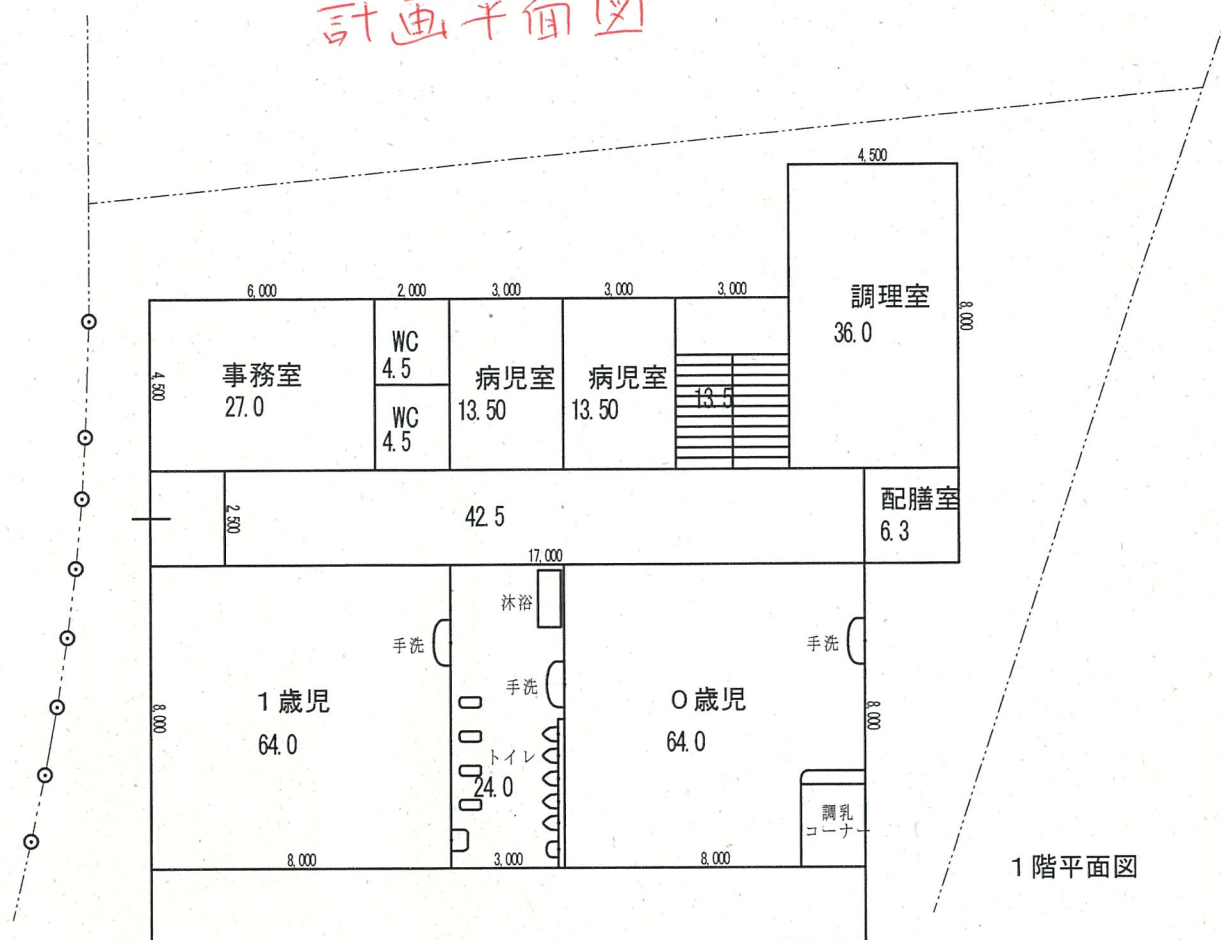 計画平面図
4,500
6,000
2,000
3,000
3,000
3,000
調理室
36.0
8,000
WC
4.5
事務室
27.0
4,500
病児室
13.50
病児室
13.50
13.5
WC
4.5
配膳室
6.3
2,500
42.5
17,000
沐浴
手洗
手洗
手洗
1歳児
64.0
0歳児
64.0
8,000
8,000
トイレ
24.0
調乳
コーナー
8,000
3,000
8,000
1階平面図